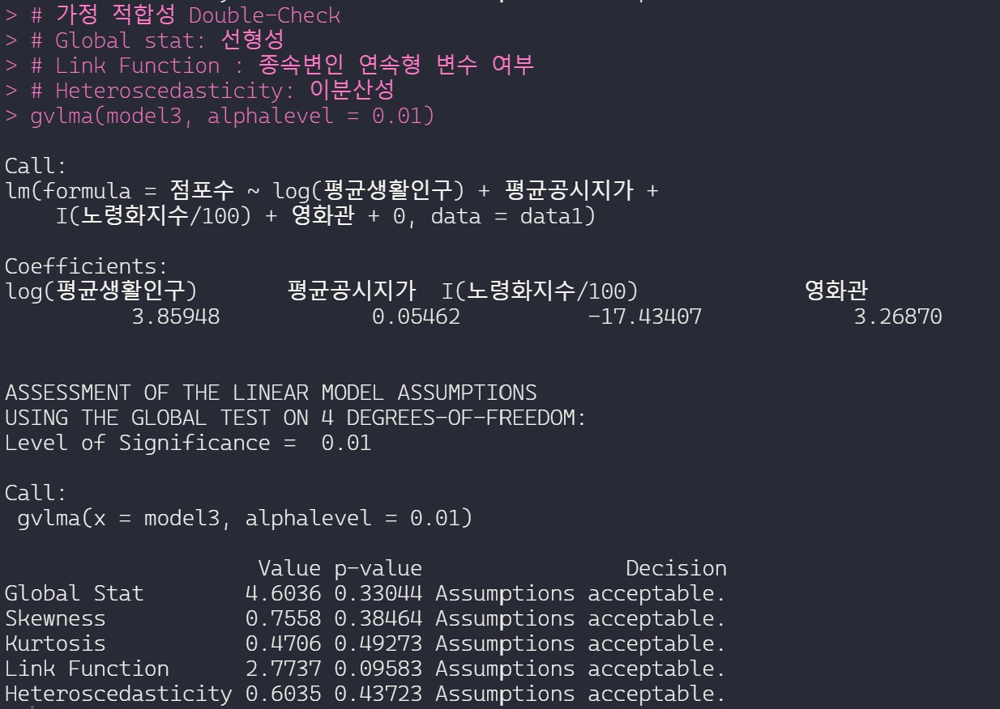 > # 가정 적합성 Double-Check
> # Global stat: 선형성
> # Link Function : 종속변인 연속형 변수 여부
> # Heteroscedasticity: 이분산성
> gvlma(model3, alphalevel = 0.01)
Call:
lm(formula = 점포수 ~ log(평균생활인구) + 평균공시지가 +
I(노령화지수/100) + 영화관 + 0, data = data1)
Coefficients:
log(평균생활인구) 평균공시지가 I(노령화지수/100) 영화관
3.85948 0.05462 -17.43407 3.26870
ASSESSMENT OF THE LINEAR MODEL ASSUMPTIONS
USING THE GLOBAL TEST ON 4 DEGREES-OF-FREEDOM:
Level of Significance = 0.01
Call:
gvlma(x = model3, alphalevel = 0.01)
Value p-value Decision
Global Stat 4.6036 0.33044 Assumptions acceptable.
Skewness 0.7558 0.38464 Assumptions acceptable.
Kurtosis 0.4706 0.49273 Assumptions acceptable.
Link Function 2.7737 0.09583 Assumptions acceptable.
Heteroscedasticity 0.6035 0.43723 Assumptions acceptable.